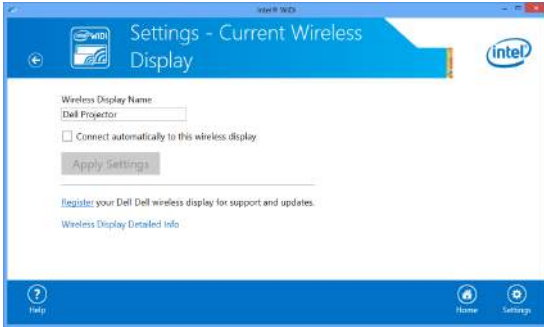 Intel® WiDi
WiDi
Settings - Current Wireless
Display
intel
Wireless Display Name
Dell Projector
Connect automatically to this wireless display
Apply Settings
Register your Dell Dell wireless display for support and updates.
Wireless Display Detailed Info
?
Help
Home
Settings